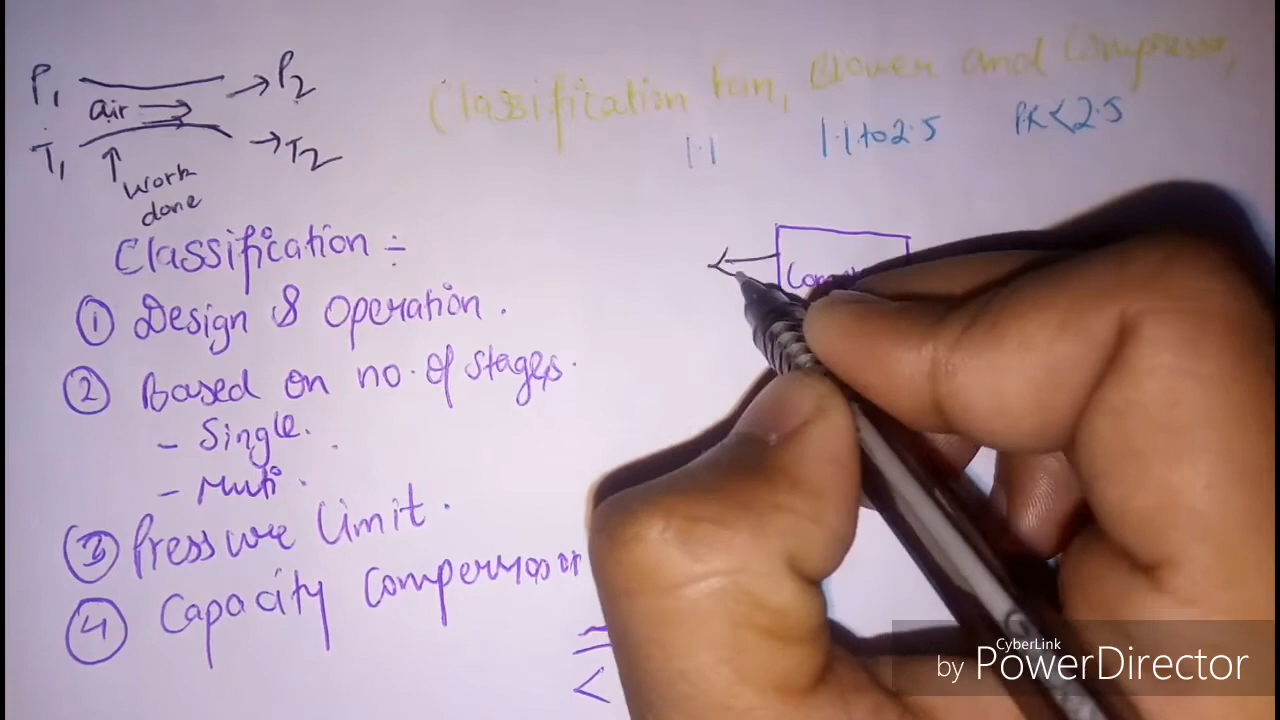 P1 → P2
air
T1 → T2
work
done
Classification Fan, Blower and Compressor,
1.1 1.1 to 2.5 P.K < 2.5
Classification ÷
① Design & Operation.
② Based on no. of stages.
- Single.
- Multi.
③ Pressure Limit.
④ Capacity
<
CyberLink
by PowerDirector